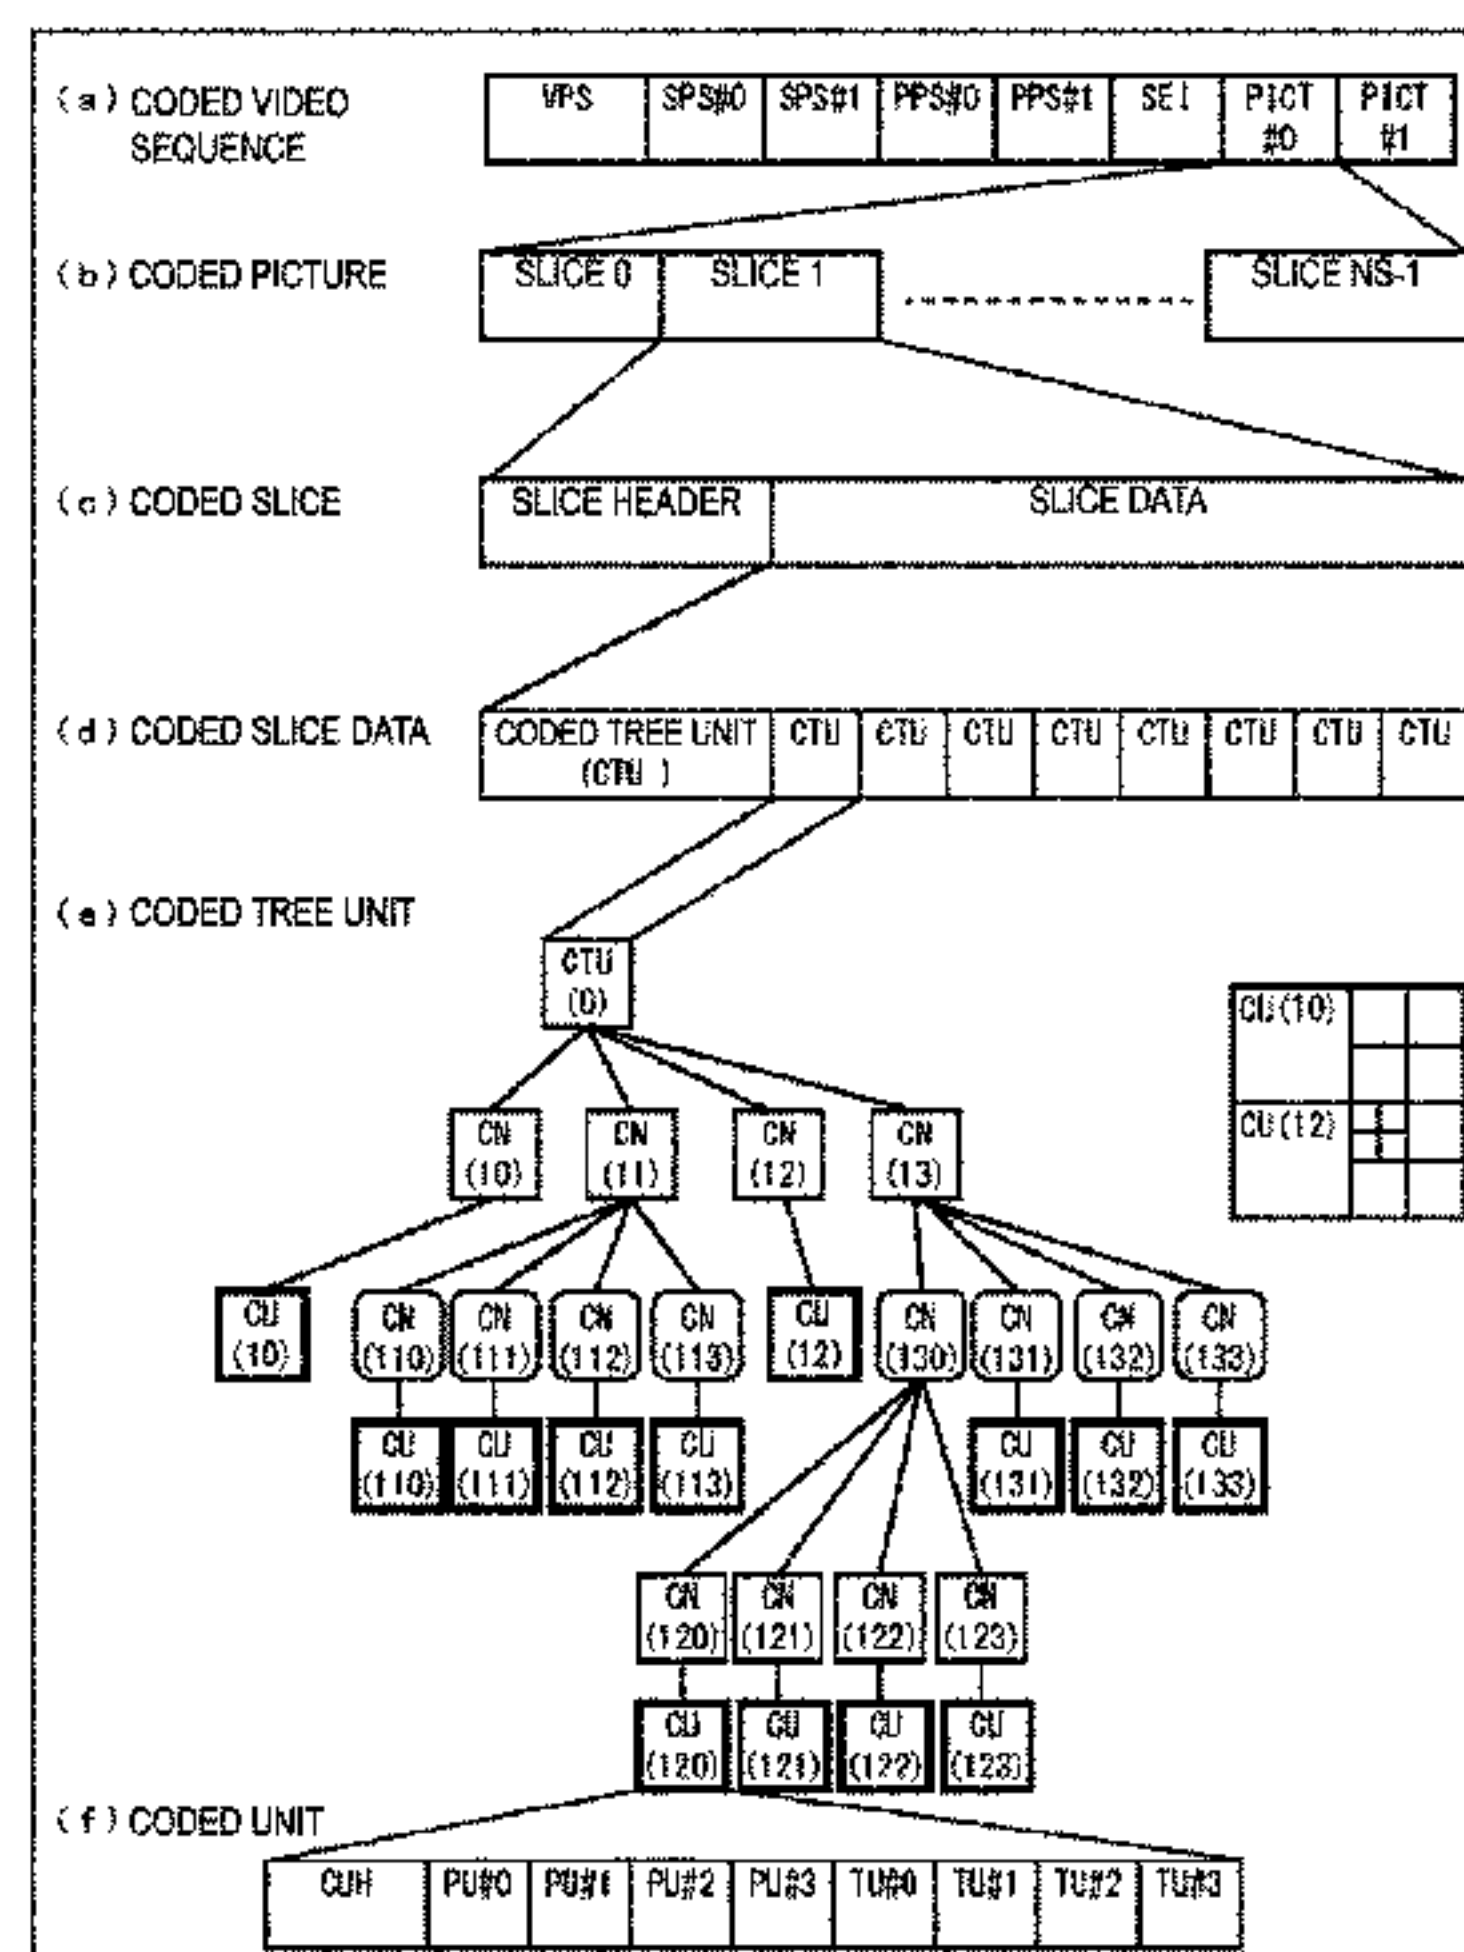 (a) CODED VIDEO
SEQUENCE
VPS SPS#0 SPS#1 PPS#0 PPS#1 SEI PICT PICT
#0 #1
(b) CODED PICTURE
SLICE 0 SLICE 1 SLICE NS-1
(c) CODED SLICE
SLICE HEADER SLICE DATA
(d) CODED SLICE DATA
CODED TREE UNIT CTU CTU CTU CTU CTU CTU CTU CTU
(CTU )
(e) CODED TREE UNIT
CTU
(0)
CU(10)
CU(12)
CN CN CN CN
(10) (11) (12) (13)
CU CN CN CN CN CU CN CN CN CN
(10) (110) (111) (112) (113) (12) (130) (131) (132) (133)
CU CU CU CU CU CU CU
(110) (111) (112) (113) (131) (132) (133)
CN CN CN CN
(120) (121) (122) (123)
CU CU CU CU
(120) (121) (122) (123)
(f) CODED UNIT
CUH PU#0 PU#1 PU#2 PU#3 TU#0 TU#1 TU#2 TU#3